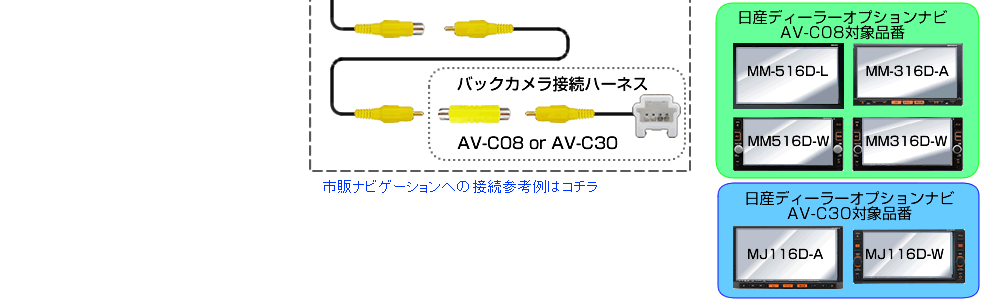 バックカメラ接続ハーネス
AV-C08 or AV-C30
市販ナビゲーションへの接続参考例はコチラ
日産ディーラーオプションナビ
AV-C08対象品番
MM-516D-L
MM-316D-A
MM516D-W
MM316D-W
日産ディーラーオプションナビ
AV-C30対象品番
MJ116D-A
MJ116D-W